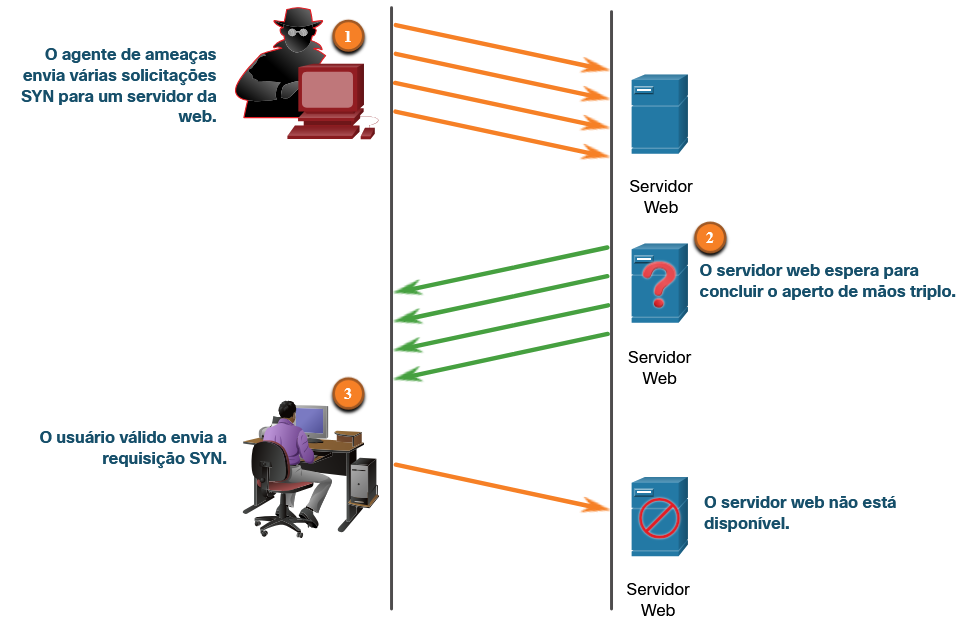 1
O agente de ameaças
envia várias solicitações
SYN para um servidor da
web.
Servidor
Web
2
O servidor web espera para
concluir o aperto de mãos triplo.
?
Servidor
Web
3
O usuário válido envia a
requisição SYN.
O servidor web não está
disponível.
Servidor
Web